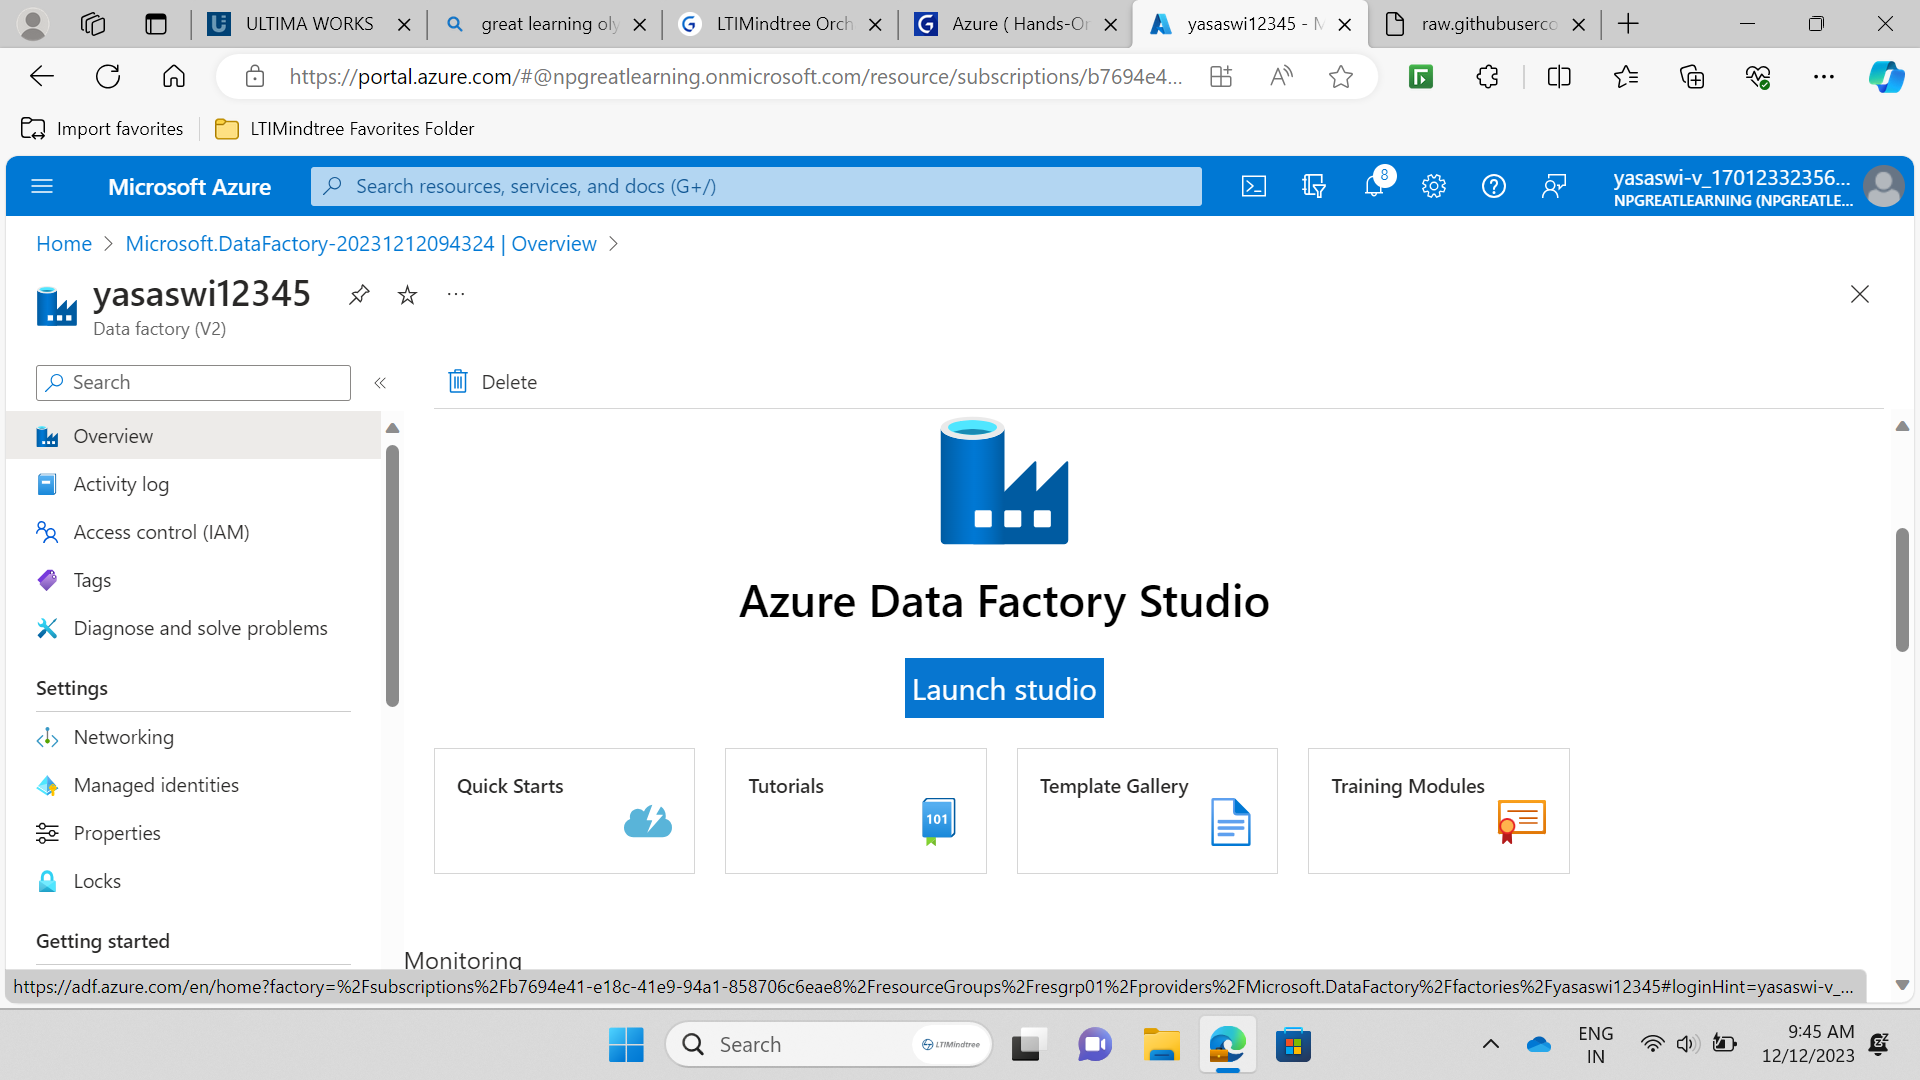 ULTIMA WORKS
great learning oly
LTIMindtree Orch
Azure ( Hands-On
yasaswi12345 - M
raw.githubuserco
https://portal.azure.com/#@npgreatlearning.onmicrosoft.com/resource/subscriptions/b7694e4...
Import favorites
LTIMindtree Favorites Folder
Microsoft Azure
Search resources, services, and docs (G+/)
8
yasaswi-v_17012332356...
NPGREATLEARNING (NPGREATLE...
Home > Microsoft.DataFactory-20231212094324 | Overview >
yasaswi12345
Data factory (V2)
Search
Delete
Overview
Activity log
Access control (IAM)
Tags
Diagnose and solve problems
Settings
Networking
Managed identities
Properties
Locks
Getting started
Azure Data Factory Studio
Launch studio
Quick Starts
Tutorials
101
Template Gallery
Training Modules
Monitoring
https://adf.azure.com/en/home?factory=%2Fsubscriptions%2Fb7694e41-e18c-41e9-94a1-858706c6eae8%2FresourceGroups%2Fresgrp01%2Fproviders%2FMicrosoft.DataFactory%2Ffactories%2Fyasaswi12345#loginHint=yasaswi-v_...
Search
LTIMindtree
ENG
IN
9:45 AM
12/12/2023